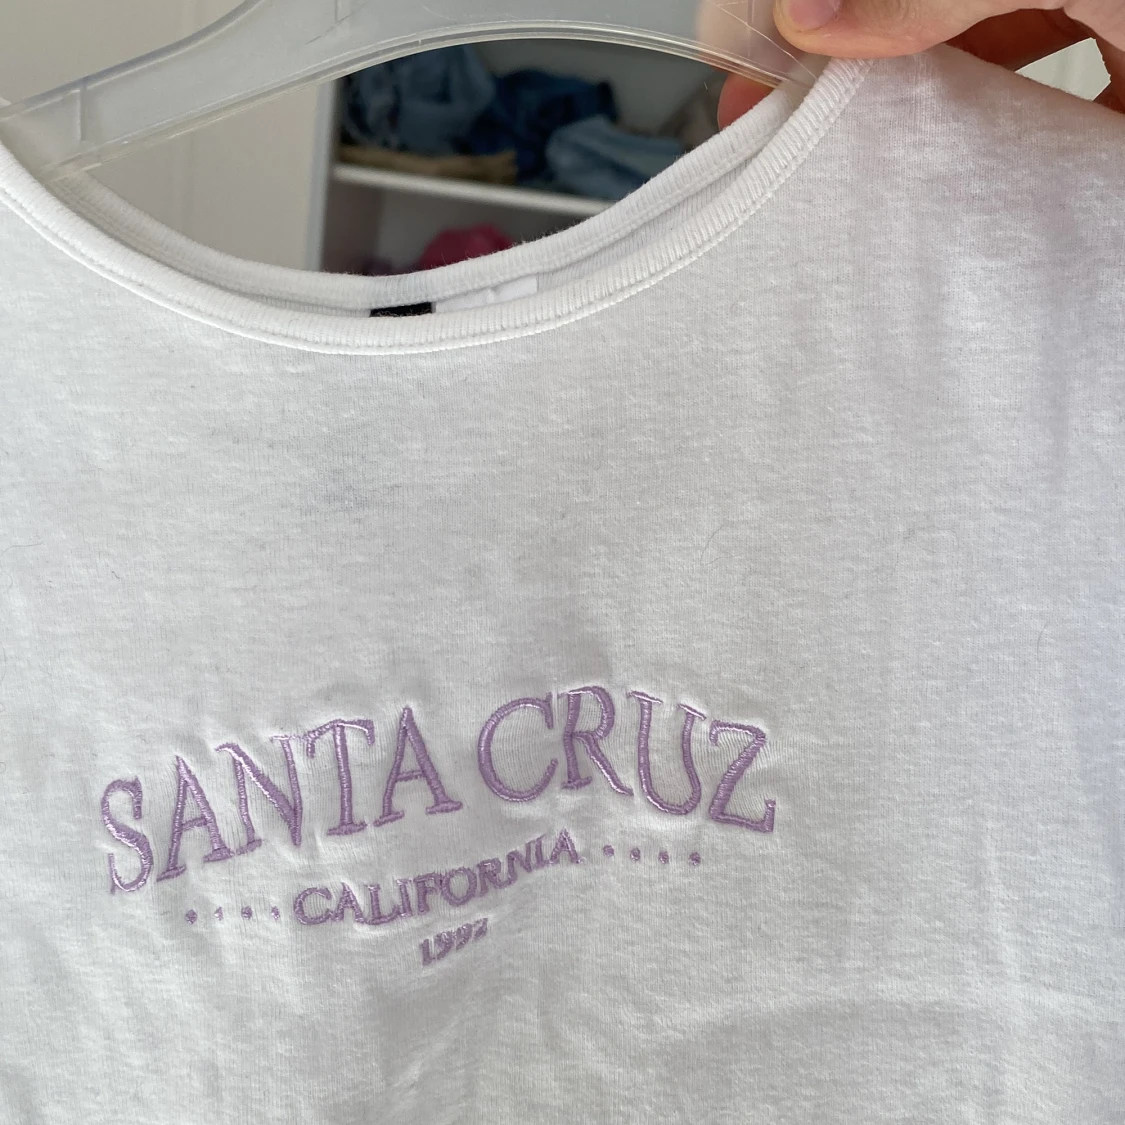 SANTA CRUZ
•••• CALIFORNIA ••••
1992